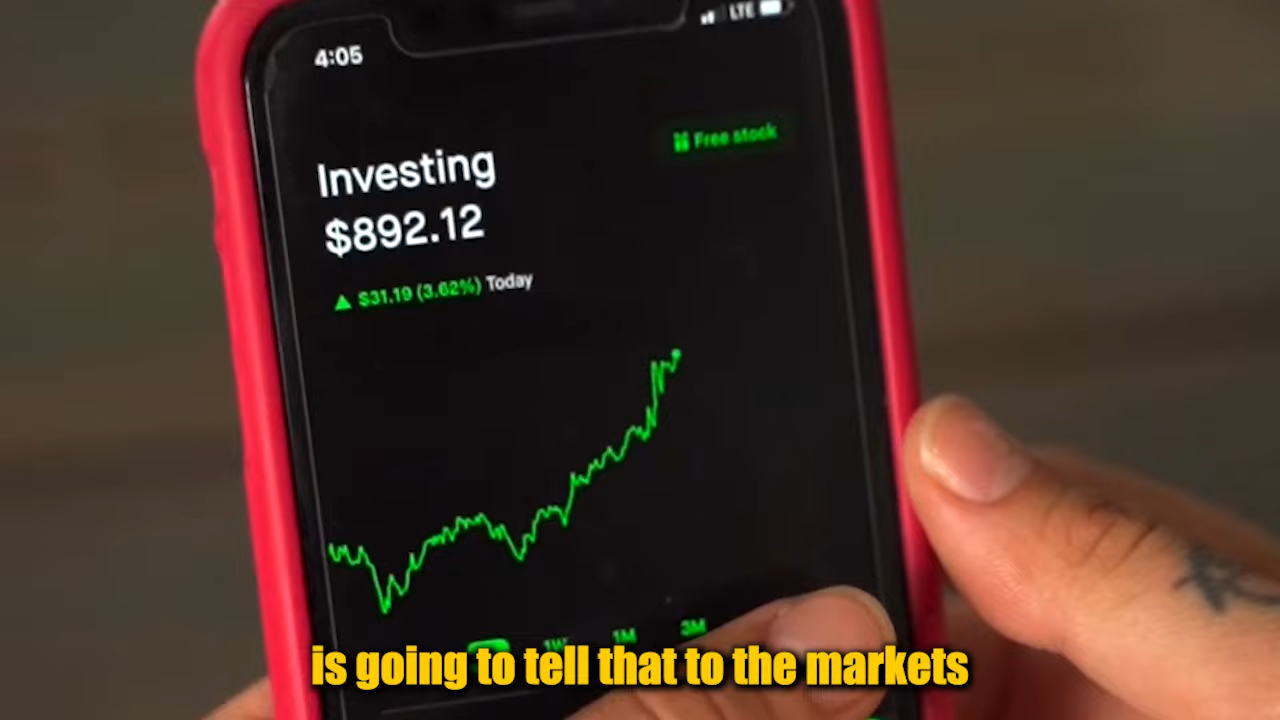 4:05
LTE
Free stock
Investing
$892.12
▲ $31.19 (3.62%) Today
1W 1M 3M
is going to tell that to the markets